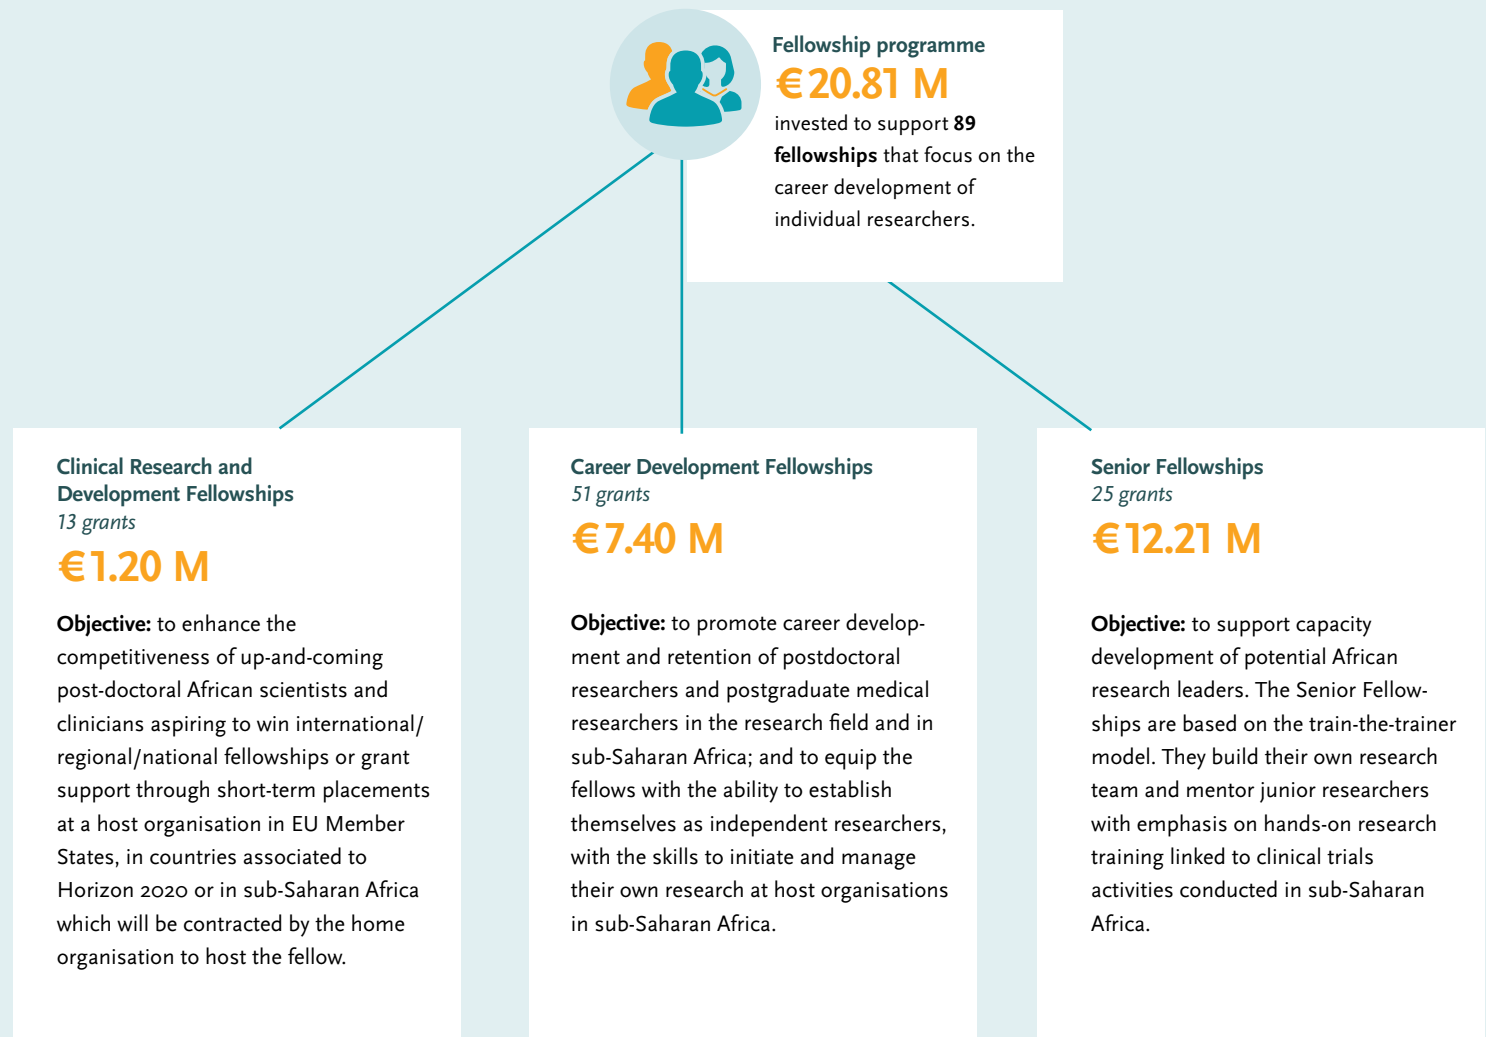 Fellowship programme
€20.81 M
invested to support 89
fellowships that focus on the
career development of
individual researchers.
Clinical Research and
Development Fellowships
13 grants
€1.20 M
Objective: to enhance the
competitiveness of up-and-coming
post-doctoral African scientists and
clinicians aspiring to win international/
regional/national fellowships or grant
support through short-term placements
at a host organisation in EU Member
States, in countries associated to
Horizon 2020 or in sub-Saharan Africa
which will be contracted by the home
organisation to host the fellow.
Career Development Fellowships
51 grants
€7.40 M
Objective: to promote career develop-
ment and retention of postdoctoral
researchers and postgraduate medical
researchers in the research field and in
sub-Saharan Africa; and to equip the
fellows with the ability to establish
themselves as independent researchers,
with the skills to initiate and manage
their own research at host organisations
in sub-Saharan Africa.
Senior Fellowships
25 grants
€12.21 M
Objective: to support capacity
development of potential African
research leaders. The Senior Fellow-
ships are based on the train-the-trainer
model. They build their own research
team and mentor junior researchers
with emphasis on hands-on research
training linked to clinical trials
activities conducted in sub-Saharan
Africa.